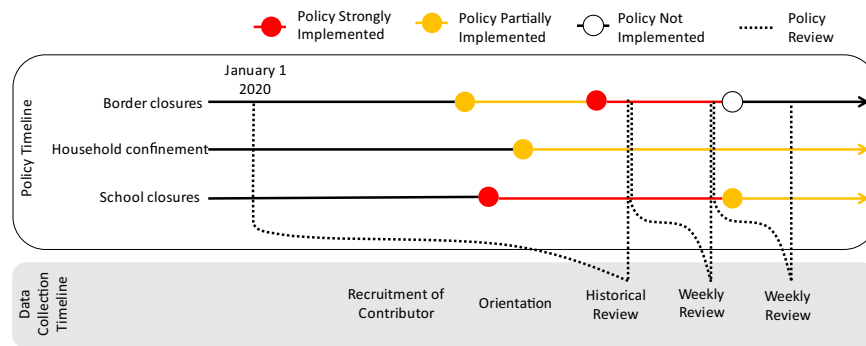 Policy Strongly
Implemented
Policy Partially
Implemented
Policy Not
Implemented
Policy
Review
January 1
2020
Policy Timeline
Border closures
Household confinement
School closures
Data
Collection
Timeline
Recruitment of
Contributor
Orientation
Historical
Review
Weekly
Review
Weekly
Review